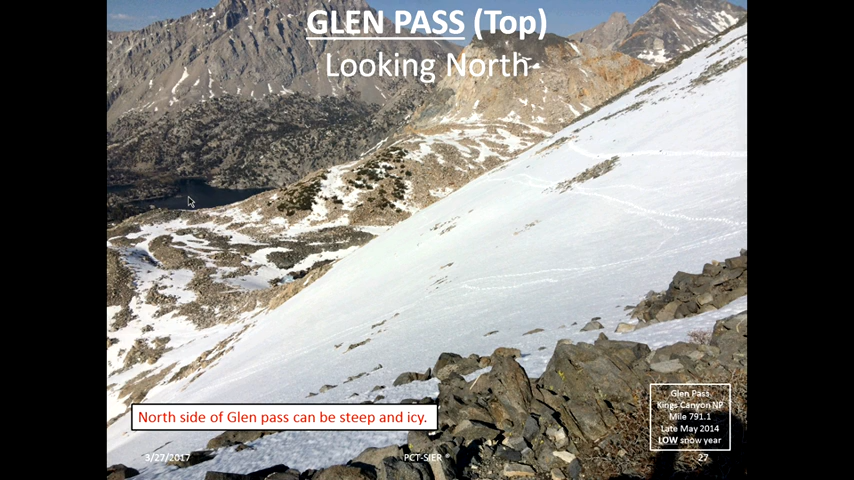 GLEN PASS (Top)
Looking North
North side of Glen pass can be steep and icy.
Glen Pass
Kings Canyon NP
Mile 791.1
Late May 2014
LOW snow year
3/27/2017
PCT-SIER
27